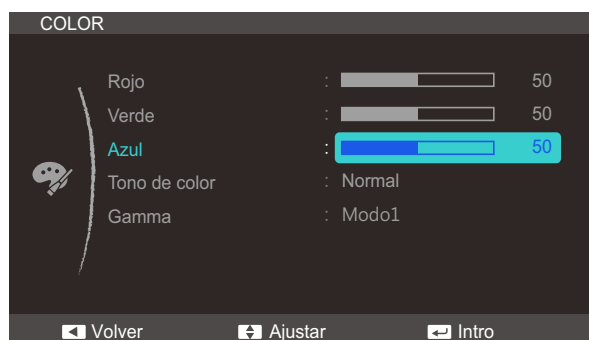 COLOR
Rojo : 50
Verde : 50
Azul : 50
Tono de color : Normal
Gamma : Modo1
Volver Ajustar Intro